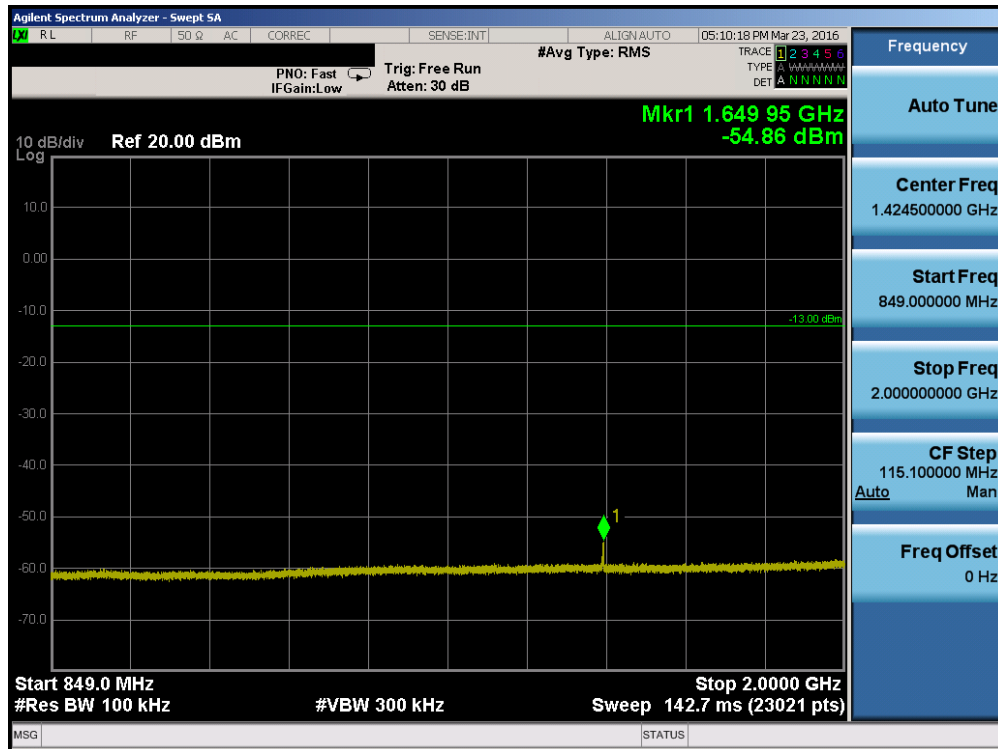 Agilent Spectrum Analyzer - Swept SA
LXI RL RF 50 Ω AC CORREC SENSE:INT ALIGN AUTO 05:10:18 PM Mar 23, 2016
#Avg Type: RMS
TRACE 1 2 3 4 5 6
TYPE A WWWWW
DET A N N N N N
PNO: Fast
IFGain:Low
Trig: Free Run
Atten: 30 dB
Mkr1 1.649 95 GHz
-54.86 dBm
10 dB/div Ref 20.00 dBm
Log
10.0
0.00
-10.0
-13.00 dBm
-20.0
-30.0
-40.0
-50.0
1
-60.0
-70.0
Start 849.0 MHz Stop 2.0000 GHz
#Res BW 100 kHz #VBW 300 kHz Sweep 142.7 ms (23021 pts)
MSG STATUS
Frequency
Auto Tune
Center Freq
1.424500000 GHz
Start Freq
849.000000 MHz
Stop Freq
2.000000000 GHz
CF Step
115.100000 MHz
Auto Man
Freq Offset
0 Hz